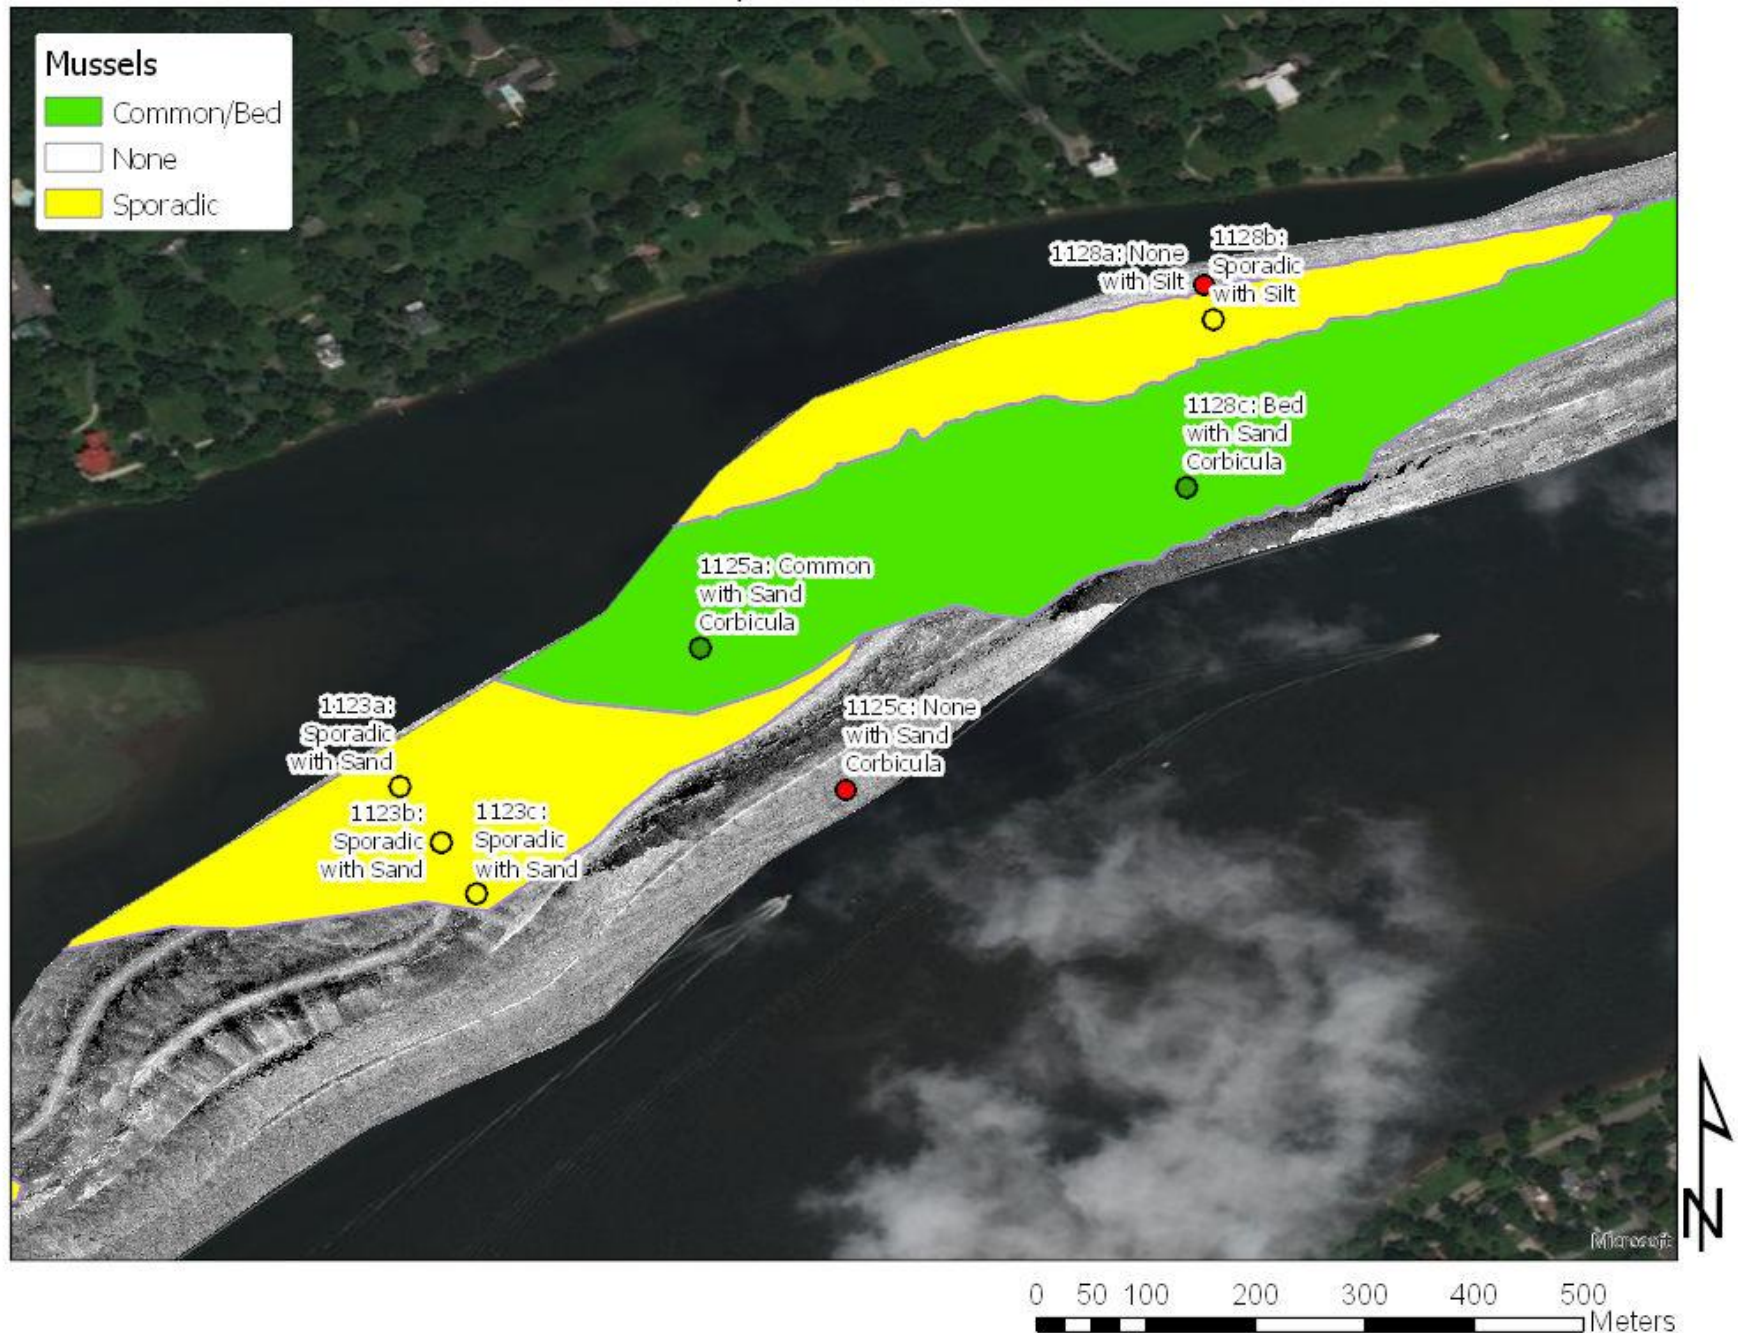 Mussels
Common/Bed
None
Sporadic
1128a: None
with Silt
1128b:
Sporadic
with Silt
1128c: Bed
with Sand
Corbicula
1125a: Common
with Sand
Corbicula
1123a:
Sporadic
with Sand
1125c: None
with Sand
Corbicula
1123b:
Sporadic
with Sand
1123c:
Sporadic
with Sand
Microsoft
N
0 50 100 200 300 400 500
Meters